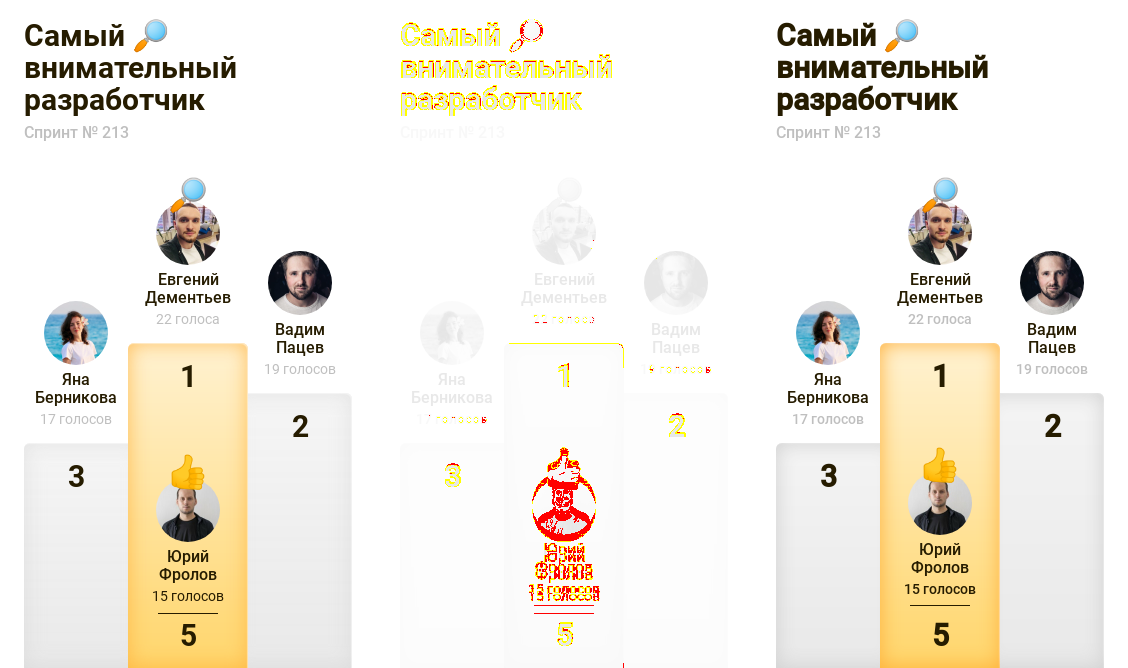 Самый
внимательный
разработчик
Спринт № 213
Евгений
Дементьев
22 голоса
Вадим
Пацев
19 голосов
Яна
Берникова
17 голосов
1
2
3
Юрий
Фролов
15 голосов
5
Самый
внимательный
разработчик
Спринт № 213
Евгений
Дементьев
22 голоса
Вадим
Пацев
19 голосов
Яна
Берникова
17 голосов
1
2
3
Юрий
Фролов
15 голосов
5
Самый
внимательный
разработчик
Спринт № 213
Евгений
Дементьев
22 голоса
Вадим
Пацев
19 голосов
Яна
Берникова
17 голосов
1
2
3
Юрий
Фролов
15 голосов
5